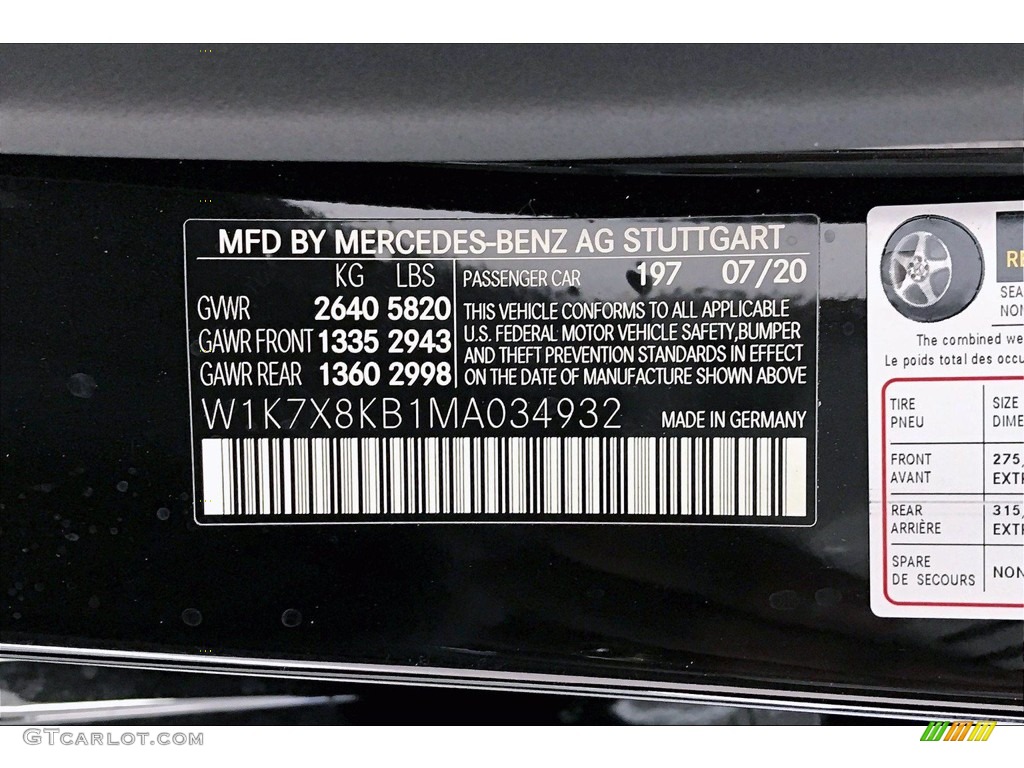 MFD BY MERCEDES-BENZ AG STUTTGART
KG LBS PASSENGER CAR 197 07/20
GVWR 2640 5820
GAWR FRONT 1335 2943
GAWR REAR 1360 2998
THIS VEHICLE CONFORMS TO ALL APPLICABLE
U.S. FEDERAL MOTOR VEHICLE SAFETY,BUMPER
AND THEFT PREVENTION STANDARDS IN EFFECT
ON THE DATE OF MANUFACTURE SHOWN ABOVE
W1K7X8KB1MA034932 MADE IN GERMANY
RE
SEA
NON
The combined we
Le poids total des occu
TIRE SIZE
PNEU DIME
FRONT 275,
AVANT EXTR
REAR 315,
ARRIÈRE EXTR
SPARE
DE SECOURS NON
GTcarlot.com